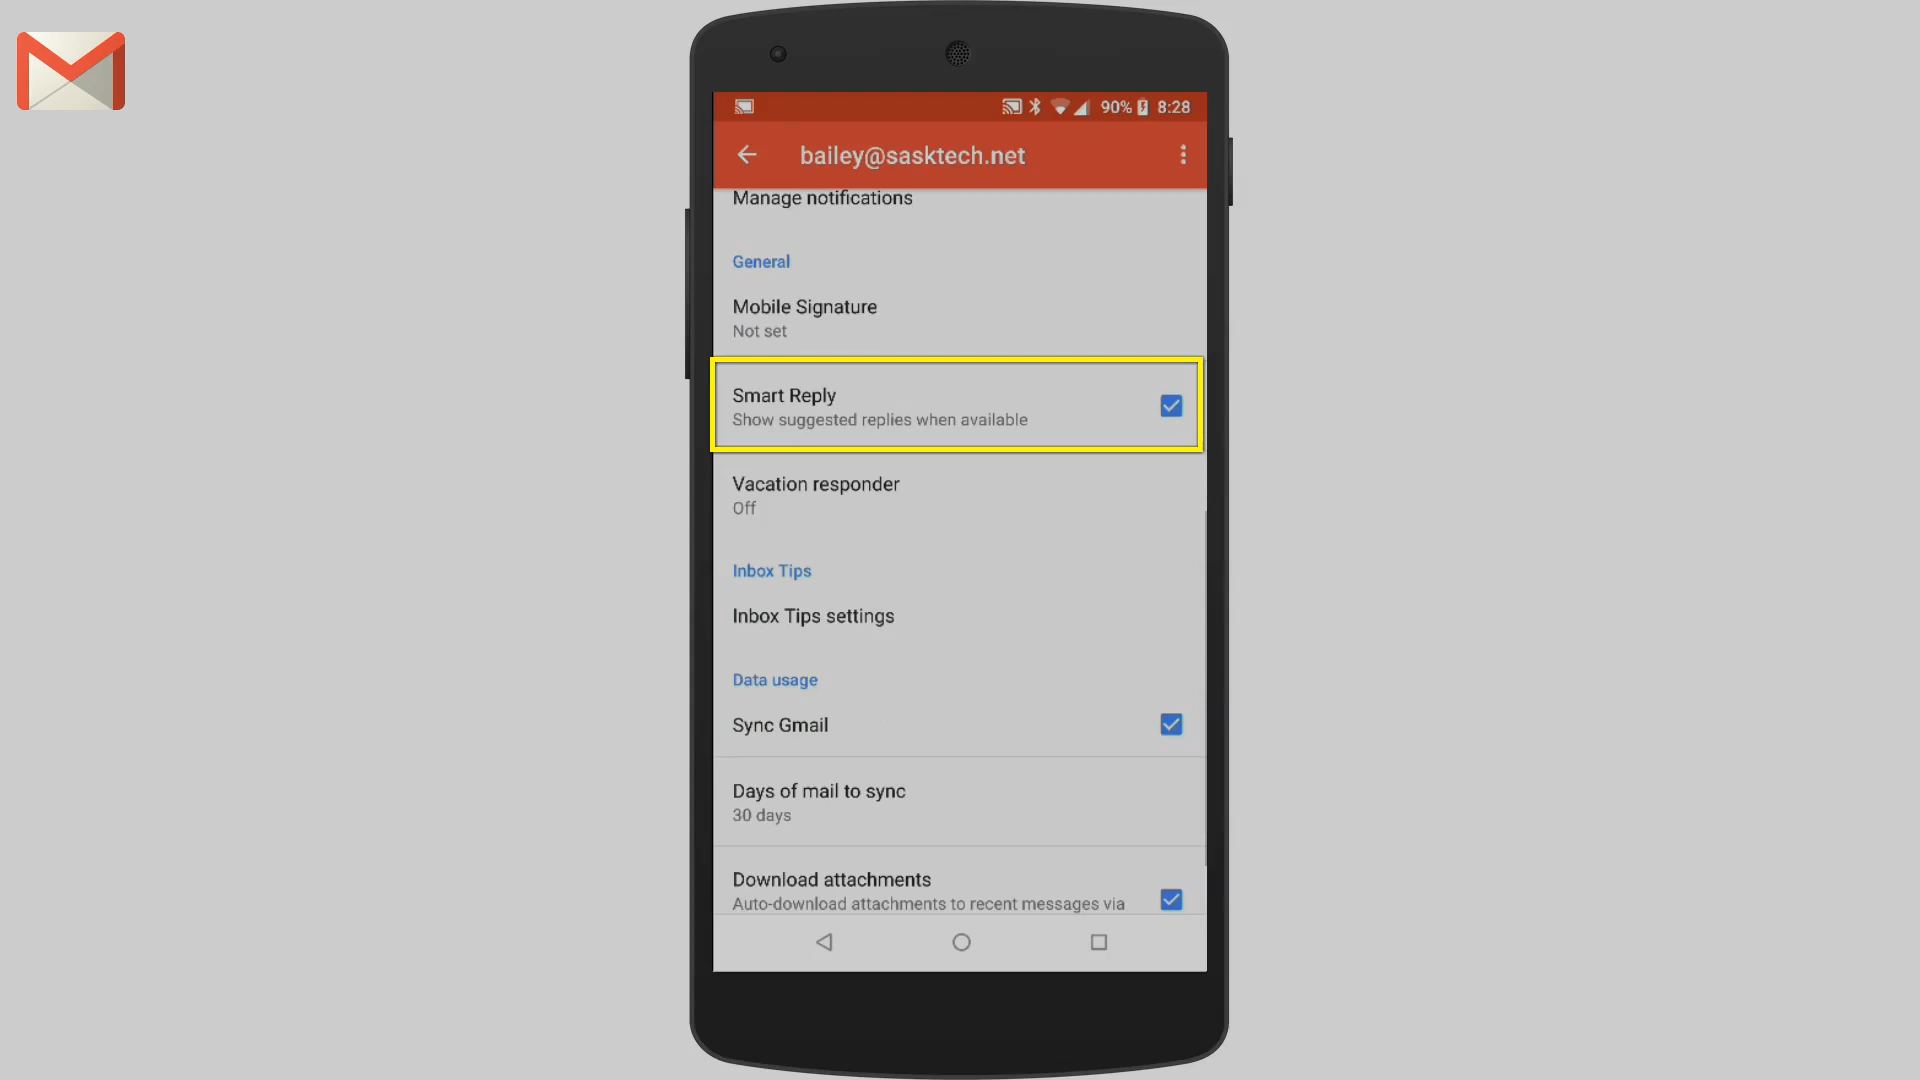 90% 8:28
bailey@sasktech.net
Manage notifications
General
Mobile Signature
Not set
Smart Reply
Show suggested replies when available
Vacation responder
Off
Inbox Tips
Inbox Tips settings
Data usage
Sync Gmail
Days of mail to sync
30 days
Download attachments
Auto-download attachments to recent messages via